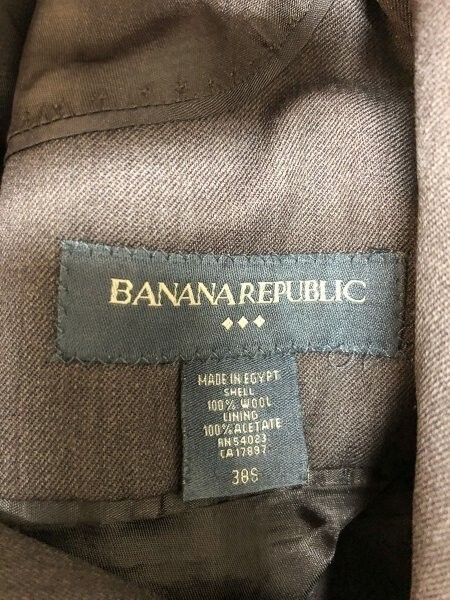 BANANA REPUBLIC
MADE IN EGYPT
SHELL
100% WOOL
LINING
100% ACETATE
RN 54023
CA 17897
38S